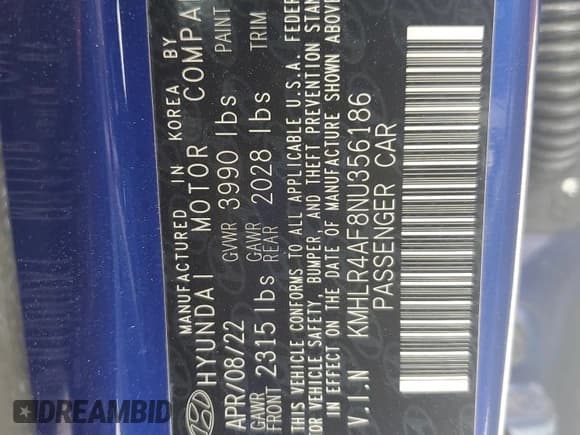 MANUFACTURED IN KOREA BY
HYUNDAI MOTOR COMPA
APR/08/22 GVWR 3990 lbs PAINT
GAWR FRONT 2315 lbs GAWR REAR 2028 lbs TRIM
THIS VEHICLE CONFORMS TO ALL APPLICABLE U.S.A. FEDER
MOTOR VEHICLE SAFETY, BUMPER, AND THEFT PREVENTION STAN
IN EFFECT ON THE DATE OF MANUFACTURE SHOWN ABOVE
V.I.N KMHLR4AF8NU356186
PASSENGER CAR
DREAMBID